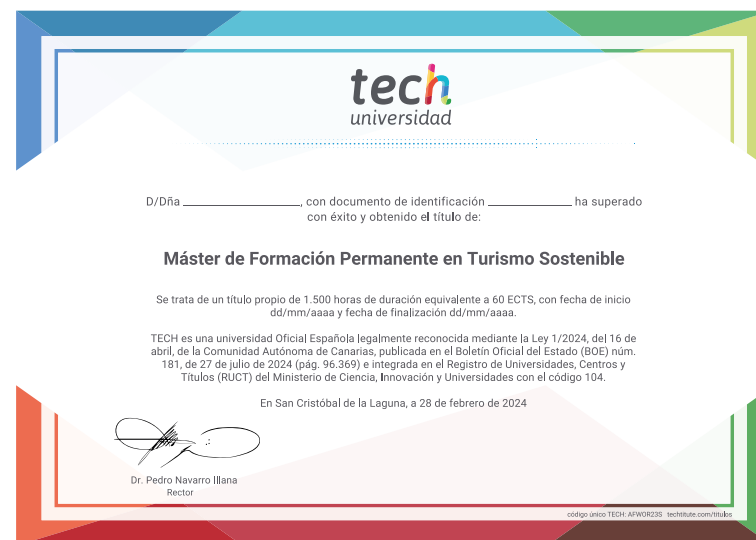 tech
universidad
D/Dña ____________________, con documento de identificación ______________ ha superado
con éxito y obtenido el título de:
Máster de Formación Permanente en Turismo Sostenible
Se trata de un título propio de 1.500 horas de duración equivalente a 60 ECTS, con fecha de inicio
dd/mm/aaaa y fecha de finalización dd/mm/aaaa.
TECH es una universidad Oficial Española legalmente reconocida mediante la Ley 1/2024, del 16 de
abril, de la Comunidad Autónoma de Canarias, publicada en el Boletín Oficial del Estado (BOE) núm.
181, de 27 de julio de 2024 (pág. 96.369) e integrada en el Registro de Universidades, Centros y
Títulos (RUCT) del Ministerio de Ciencia, Innovación y Universidades con el código 104.
En San Cristóbal de la Laguna, a 28 de febrero de 2024
Dr. Pedro Navarro Illana
Rector
código único TECH: AFWOR23S techtitute.com/titulos